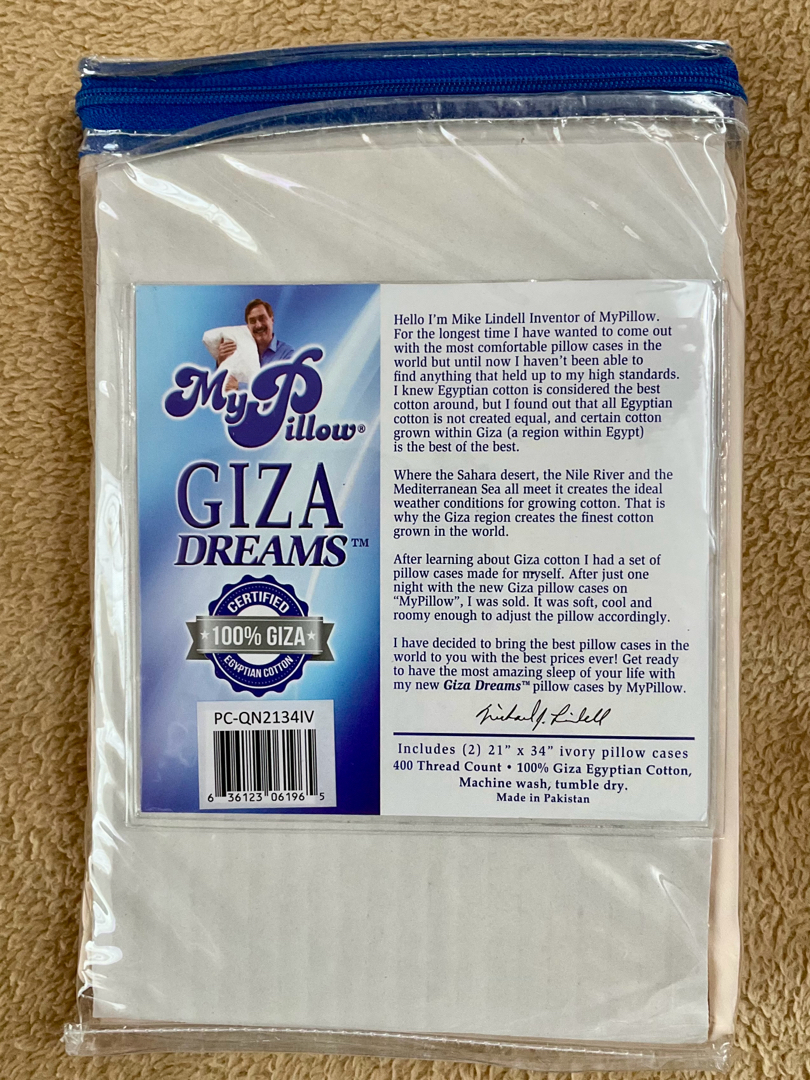 MyPillow®
GIZA
DREAMS™
CERTIFIED
100% GIZA
EGYPTIAN COTTON
PC-QN2134IV
6 36123 06196 5
Hello I'm Mike Lindell Inventor of MyPillow.
For the longest time I have wanted to come out
with the most comfortable pillow cases in the
world but until now I haven't been able to
find anything that held up to my high standards.
I knew Egyptian cotton is considered the best
cotton around, but I found out that all Egyptian
cotton is not created equal, and certain cotton
grown within Giza (a region within Egypt)
is the best of the best.
Where the Sahara desert, the Nile River and the
Mediterranean Sea all meet it creates the ideal
weather conditions for growing cotton. That is
why the Giza region creates the finest cotton
grown in the world.
After learning about Giza cotton I had a set of
pillow cases made for myself. After just one
night with the new Giza pillow cases on
“MyPillow”, I was sold. It was soft, cool and
roomy enough to adjust the pillow accordingly.
I have decided to bring the best pillow cases in the
world to you with the best prices ever! Get ready
to have the most amazing sleep of your life with
my new Giza Dreams™ pillow cases by MyPillow.
Michael J. Lindell
Includes (2) 21” x 34” ivory pillow cases
400 Thread Count • 100% Giza Egyptian Cotton,
Machine wash, tumble dry.
Made in Pakistan